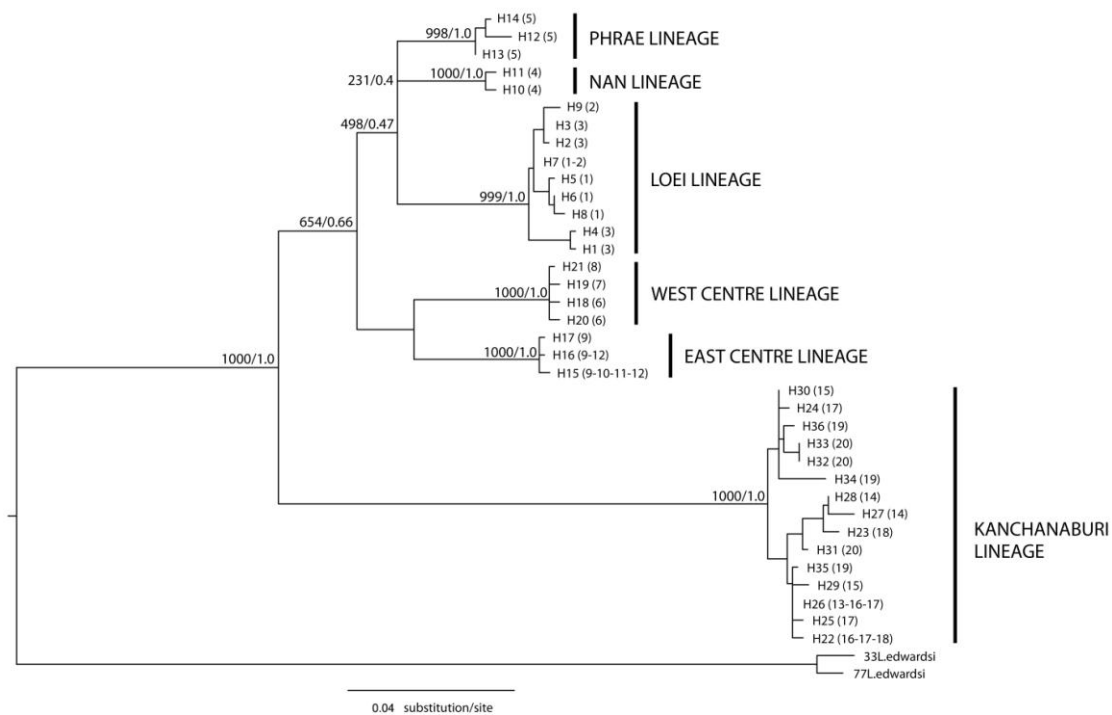 H14 (5)
998/1.0
H12 (5)
PHRAE LINEAGE
H13 (5)
231/0.4
1000/1.0
H11 (4)
NAN LINEAGE
H10 (4)
H9 (2)
498/0.47
H3 (3)
H2 (3)
H7 (1-2)
H5 (1)
LOEI LINEAGE
999/1.0
H6 (1)
H8 (1)
654/0.66
H4 (3)
H1 (3)
H21 (8)
1000/1.0
H19 (7)
WEST CENTRE LINEAGE
H18 (6)
H20 (6)
H17 (9)
1000/1.0
H16 (9-12)
EAST CENTRE LINEAGE
1000/1.0
H15 (9-10-11-12)
H30 (15)
H24 (17)
H36 (19)
H33 (20)
H32 (20)
H34 (19)
1000/1.0
H28 (14)
H27 (14)
H23 (18)
KANCHANABURI
LINEAGE
H31 (20)
H35 (19)
H29 (15)
H26 (13-16-17)
H25 (17)
H22 (16-17-18)
33L.edwardsi
77L.edwardsi
0.04 substitution/site